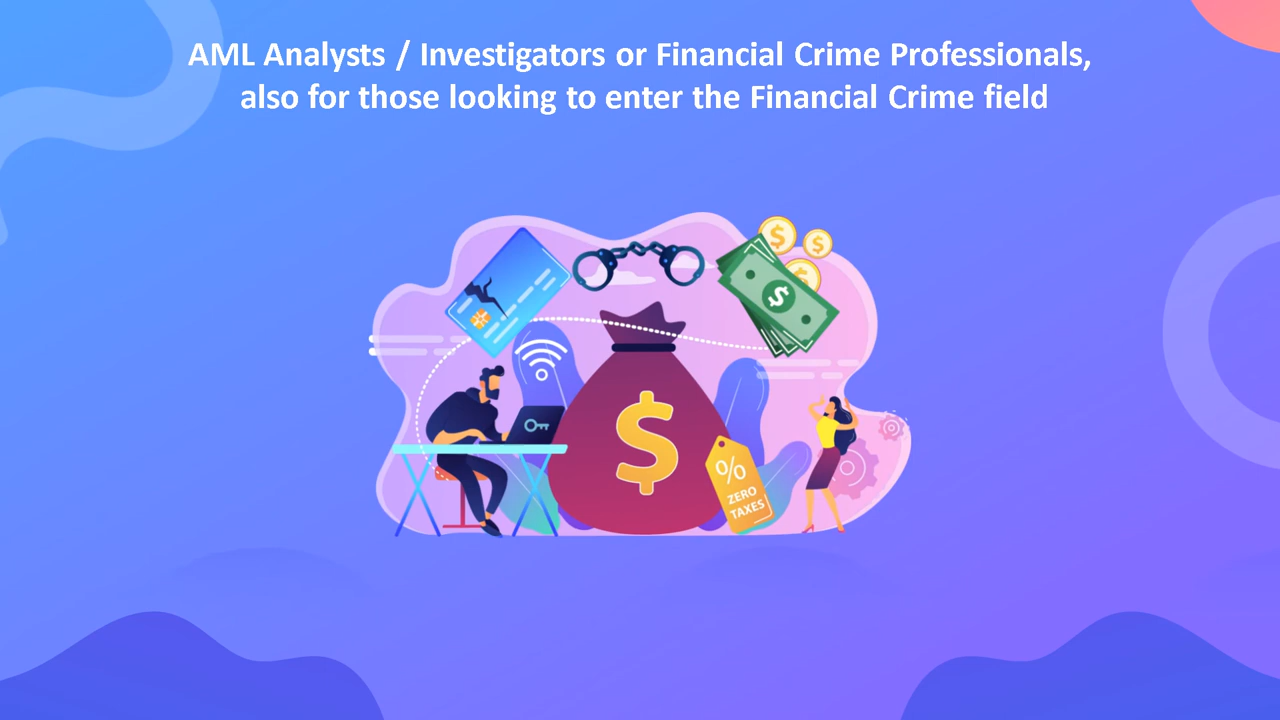 AML Analysts / Investigators or Financial Crime Professionals,
also for those looking to enter the Financial Crime field
$
$
$
$
%
ZERO
TAXES